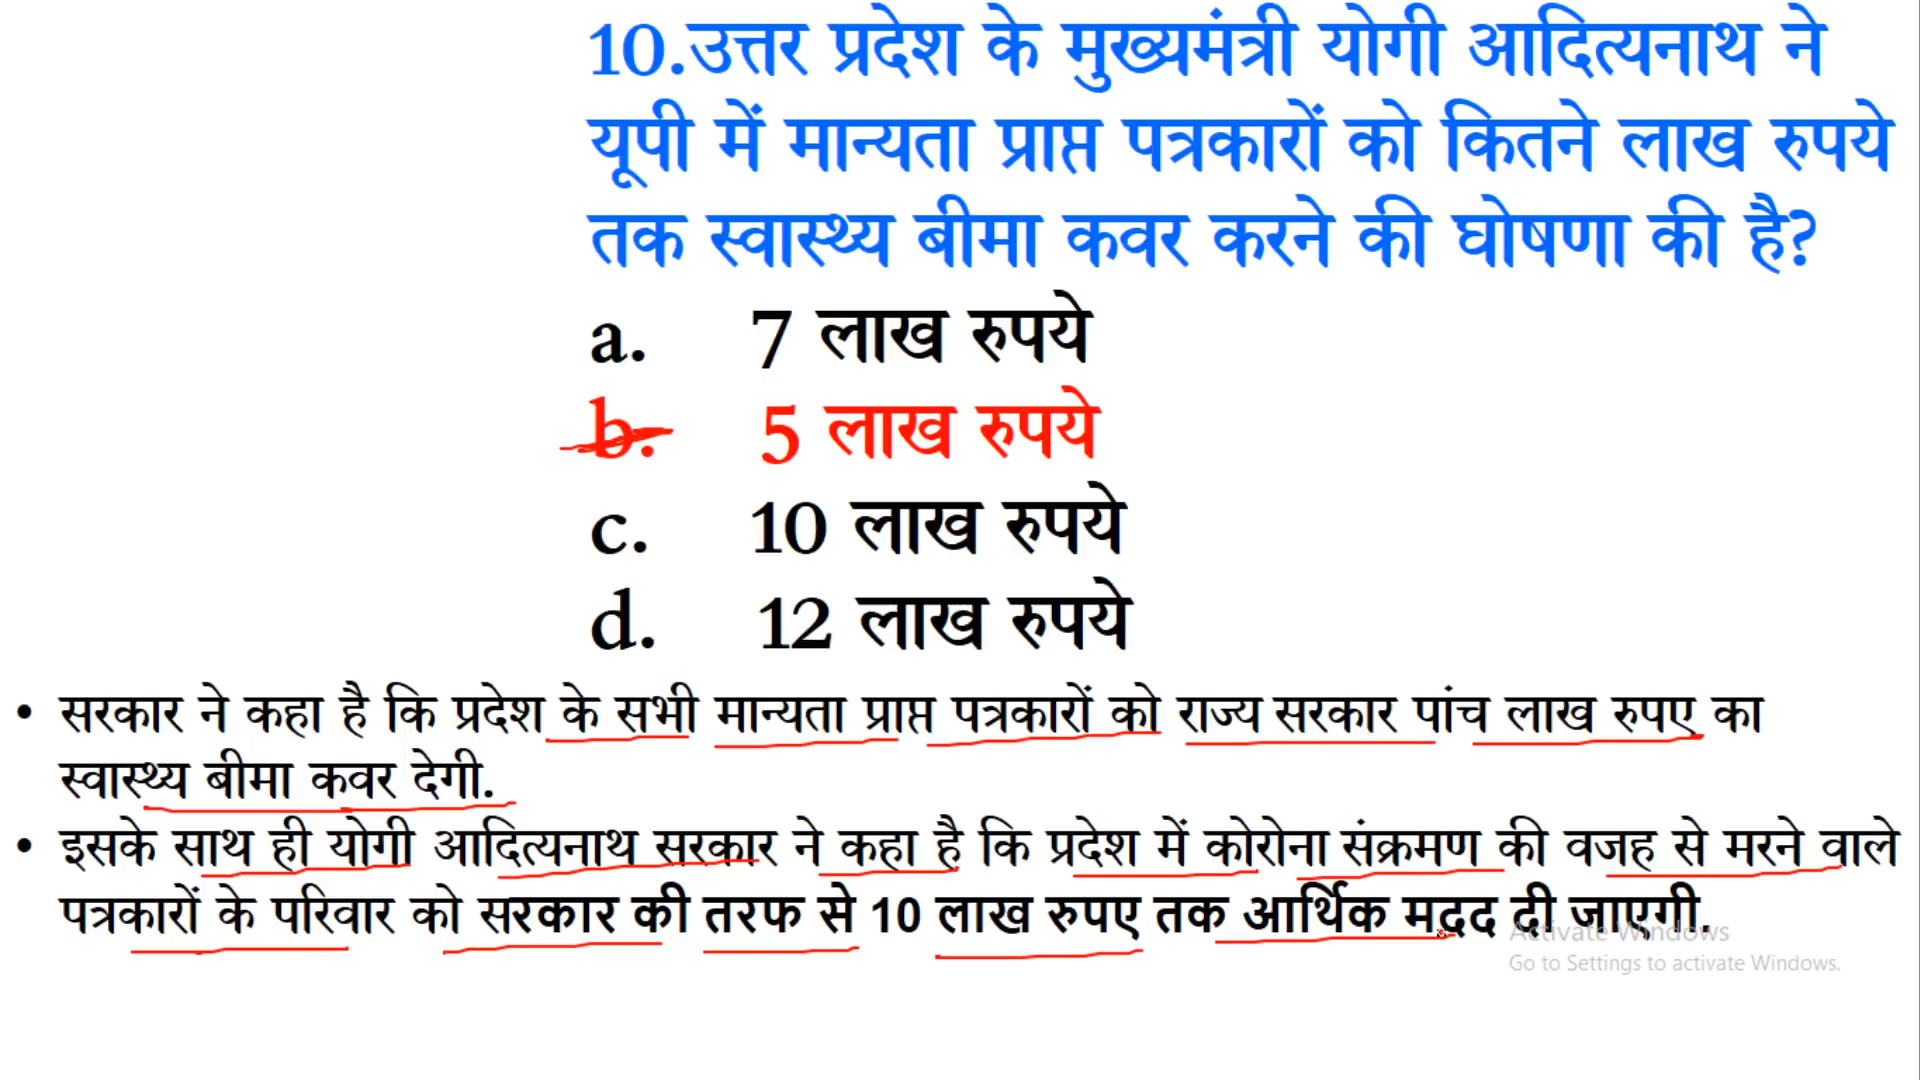 10.उत्तर प्रदेश के मुख्यमंत्री योगी आदित्यनाथ ने
यूपी में मान्यता प्राप्त पत्रकारों को कितने लाख रुपये
तक स्वास्थ्य बीमा कवर करने की घोषणा की है?
a. 7 लाख रुपये
b. 5 लाख रुपये
c. 10 लाख रुपये
d. 12 लाख रुपये
• सरकार ने कहा है कि प्रदेश के सभी मान्यता प्राप्त पत्रकारों को राज्य सरकार पांच लाख रुपए का
स्वास्थ्य बीमा कवर देगी.
• इसके साथ ही योगी आदित्यनाथ सरकार ने कहा है कि प्रदेश में कोरोना संक्रमण की वजह से मरने वाले
पत्रकारों के परिवार को सरकार की तरफ से 10 लाख रुपए तक आर्थिक मदद दी जाएगी.
Activate Windows
Go to Settings to activate Windows.